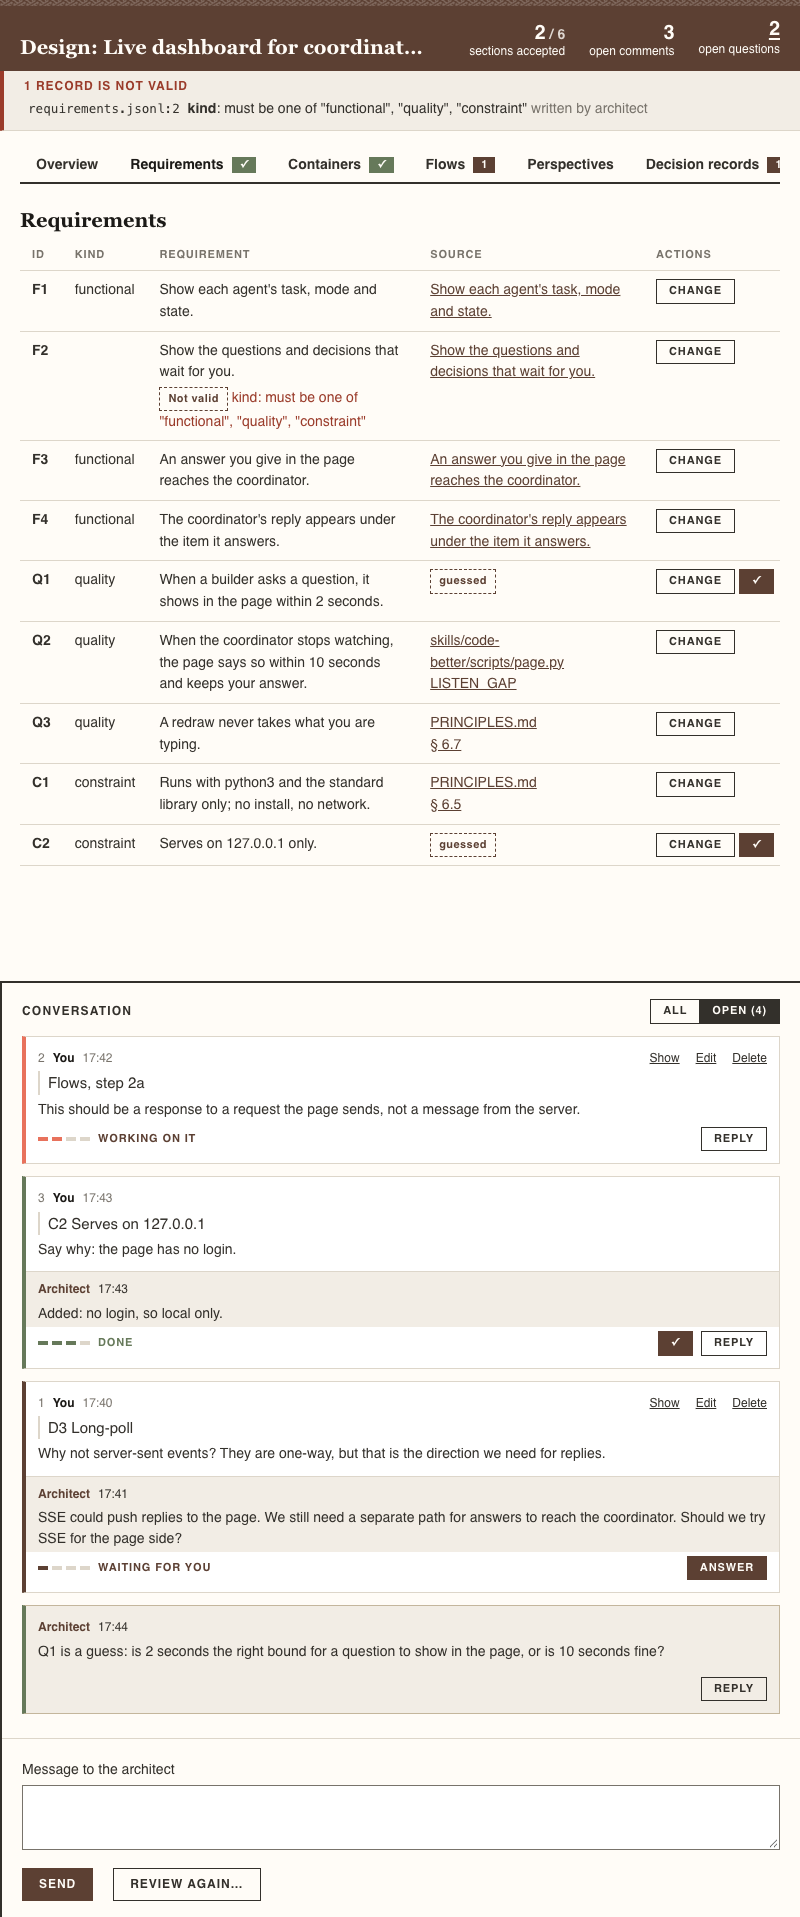 Design: Live dashboard for coordinat…
2 / 6
sections accepted
3
open comments
2
open questions
1 RECORD IS NOT VALID
requirements.jsonl:2 kind: must be one of "functional", "quality", "constraint" written by architect
Overview Requirements ✓ Containers ✓ Flows 1 Perspectives Decision records 1
Requirements
ID KIND REQUIREMENT SOURCE ACTIONS
F1 functional Show each agent's task, mode and Show each agent's task, mode CHANGE
state. and state.
F2 Show the questions and decisions that Show the questions and CHANGE
wait for you. decisions that wait for you.
Not valid kind: must be one of
"functional", "quality", "constraint"
F3 functional An answer you give in the page An answer you give in the page CHANGE
reaches the coordinator. reaches the coordinator.
F4 functional The coordinator's reply appears under The coordinator's reply appears CHANGE
the item it answers. under the item it answers.
Q1 quality When a builder asks a question, it guessed CHANGE ✓
shows in the page within 2 seconds.
Q2 quality When the coordinator stops watching, skills/code- CHANGE
the page says so within 10 seconds better/scripts/page.py
and keeps your answer. LISTEN_GAP
Q3 quality A redraw never takes what you are PRINCIPLES.md CHANGE
typing. § 6.7
C1 constraint Runs with python3 and the standard PRINCIPLES.md CHANGE
library only; no install, no network. § 6.5
C2 constraint Serves on 127.0.0.1 only. guessed CHANGE ✓
CONVERSATION ALL OPEN (4)
2 You 17:42 Show Edit Delete
Flows, step 2a
This should be a response to a request the page sends, not a message from the server.
WORKING ON IT REPLY
3 You 17:43
C2 Serves on 127.0.0.1
Say why: the page has no login.
Architect 17:43
Added: no login, so local only.
DONE ✓ REPLY
1 You 17:40 Show Edit Delete
D3 Long-poll
Why not server-sent events? They are one-way, but that is the direction we need for replies.
Architect 17:41
SSE could push replies to the page. We still need a separate path for answers to reach the coordinator. Should we try
SSE for the page side?
WAITING FOR YOU ANSWER
Architect 17:44
Q1 is a guess: is 2 seconds the right bound for a question to show in the page, or is 10 seconds fine?
REPLY
Message to the architect
SEND REVIEW AGAIN…